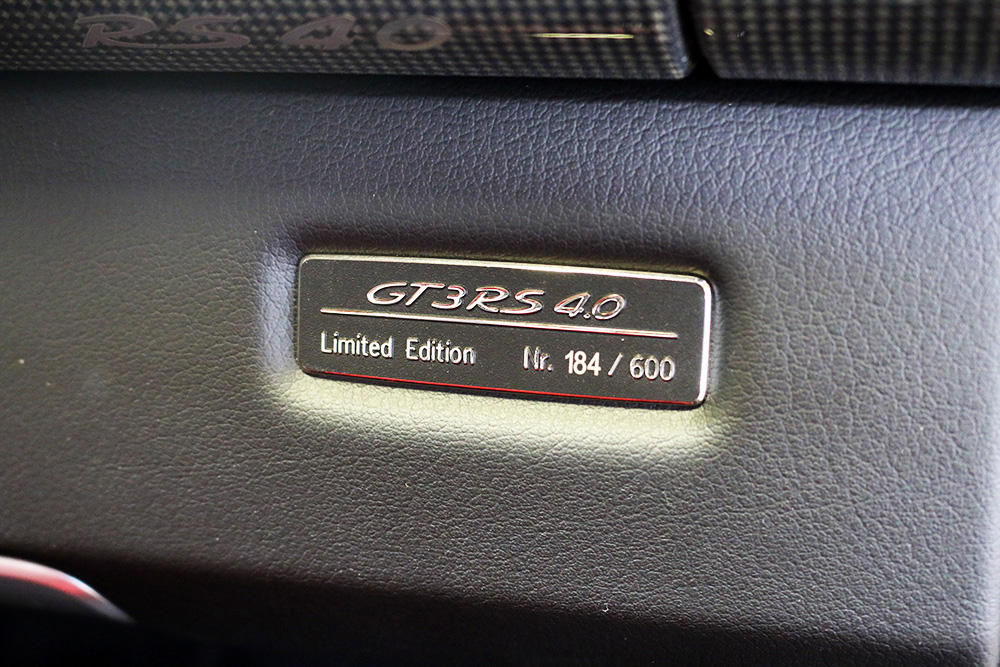 RS 4.0
GT3RS 4.0
Limited Edition Nr. 184 / 600